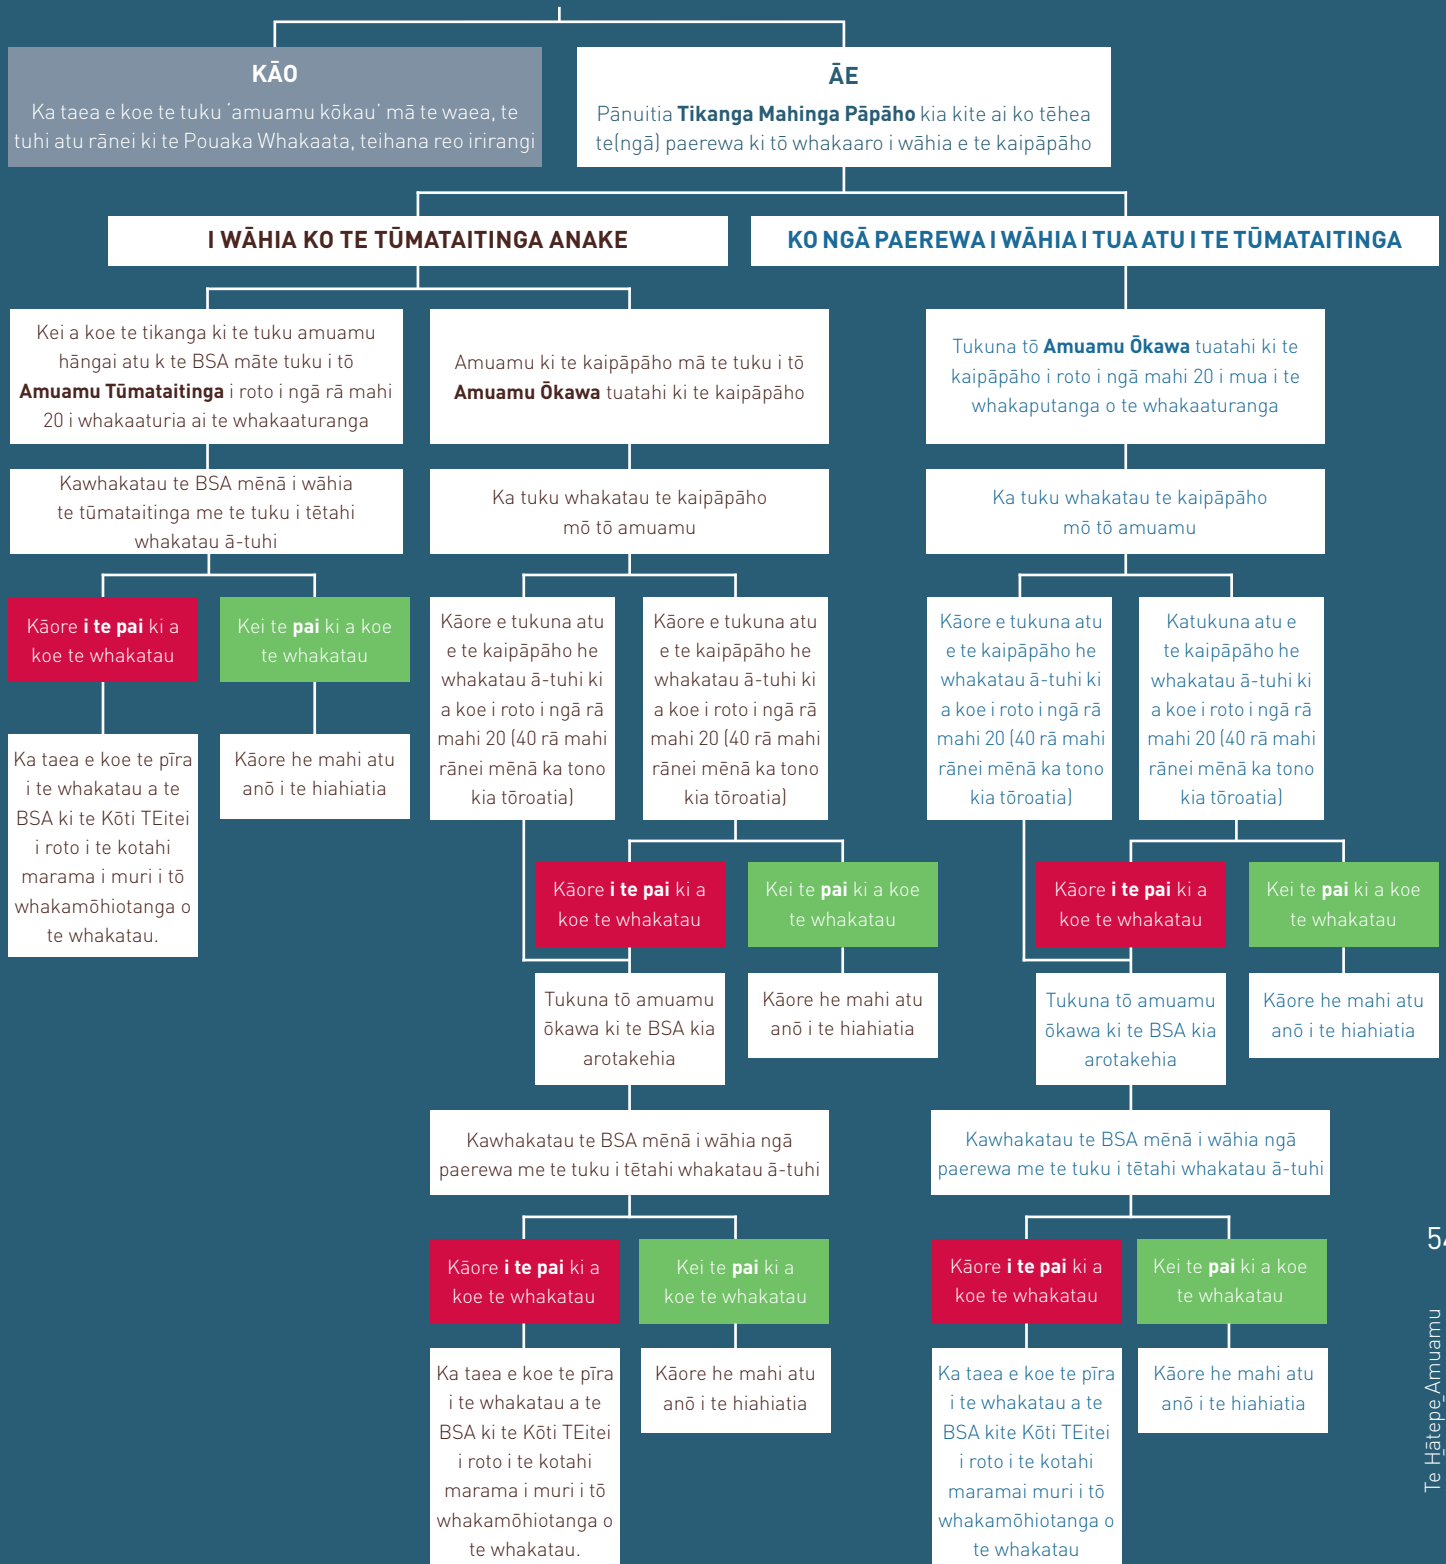 KĀO
Ka taea e koe te tuku ‘amuamu kōkau’ mā te waea, te
tuhi atu rānei ki te Pouaka Whakaata, teihana reo irirangi
ĀE
Pānuitia Tikanga Mahinga Pāpāho kia kite ai ko tēhea
te(ngā) paerewa ki tō whakaaro i wāhia e te kaipāpāho
I WĀHIA KO TE TŪMATAITINGA ANAKE
KO NGĀ PAEREWA I WĀHIA I TUA ATU I TE TŪMATAITINGA
Kei a koe te tikanga ki te tuku amuamu
hāngai atu k te BSA māte tuku i tō
Amuamu Tūmataitinga i roto i ngā rā mahi
20 i whakaaturia ai te whakaaturanga
Amuamu ki te kaipāpāho mā te tuku i tō
Amuamu Ōkawa tuatahi ki te kaipāpāho
Tukuna tō Amuamu Ōkawa tuatahi ki te
kaipāpāho i roto i ngā mahi 20 i mua i te
whakaputanga o te whakaaturanga
Kawhakatau te BSA mēnā i wāhia
te tūmataitinga me te tuku i tētahi
whakatau ā-tuhi
Ka tuku whakatau te kaipāpāho
mō tō amuamu
Ka tuku whakatau te kaipāpāho
mō tō amuamu
Kāore i te pai ki a
koe te whakatau
Kei te pai ki a koe
te whakatau
Kāore e tukuna atu
e te kaipāpāho he
whakatau ā-tuhi ki
a koe i roto i ngā rā
mahi 20 (40 rā mahi
rānei mēnā ka tono
kia tōroatia)
Kāore e tukuna atu
e te kaipāpāho he
whakatau ā-tuhi ki
a koe i roto i ngā rā
mahi 20 (40 rā mahi
rānei mēnā ka tono
kia tōroatia)
Kāore e tukuna atu
e te kaipāpāho he
whakatau ā-tuhi ki
a koe i roto i ngā rā
mahi 20 (40 rā mahi
rānei mēnā ka tono
kia tōroatia)
Katukuna atu e
te kaipāpāho he
whakatau ā-tuhi ki
a koe i roto i ngā rā
mahi 20 (40 rā mahi
rānei mēnā ka tono
kia tōroatia)
Ka taea e koe te pīra
i te whakatau a te
BSA ki te Kōti TEitei
i roto i te kotahi
marama i muri i tō
whakamōhiotanga o
te whakatau.
Kāore he mahi atu
anō i te hiahiatia
Kāore i te pai ki a
koe te whakatau
Kei te pai ki a koe
te whakatau
Kāore i te pai ki a
koe te whakatau
Kei te pai ki a koe
te whakatau
Tukuna tō amuamu
ōkawa ki te BSA kia
arotakehia
Kāore he mahi atu
anō i te hiahiatia
Tukuna tō amuamu
ōkawa ki te BSA kia
arotakehia
Kāore he mahi atu
anō i te hiahiatia
Kawhakatau te BSA mēnā i wāhia ngā
paerewa me te tuku i tētahi whakatau ā-tuhi
Kawhakatau te BSA mēnā i wāhia ngā
paerewa me te tuku i tētahi whakatau ā-tuhi
Kāore i te pai ki a
koe te whakatau
Kei te pai ki a
koe te whakatau
Kāore i te pai ki a
koe te whakatau
Kei te pai ki a koe
te whakatau
Ka taea e koe te pīra
i te whakatau a te
BSA ki te Kōti TEitei
i roto i te kotahi
marama i muri i tō
whakamōhiotanga o
te whakatau.
Kāore he mahi atu
anō i te hiahiatia
Ka taea e koe te pīra
i te whakatau a te
BSA kite Kōti TEitei
i roto i te kotahi
maramai muri i tō
whakamōhiotanga o
te whakatau
Kāore he mahi atu
anō i te hiahiatia
54
Te Hātepe Amuamu